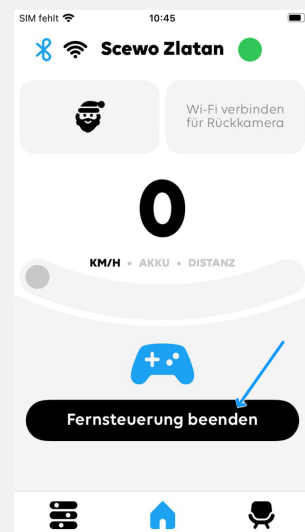 SIM fehlt 10:45
Scewo Zlatan
Wi-Fi verbinden
für Rückkamera
0
KM/H • AKKU • DISTANZ
Fernsteuerung beenden